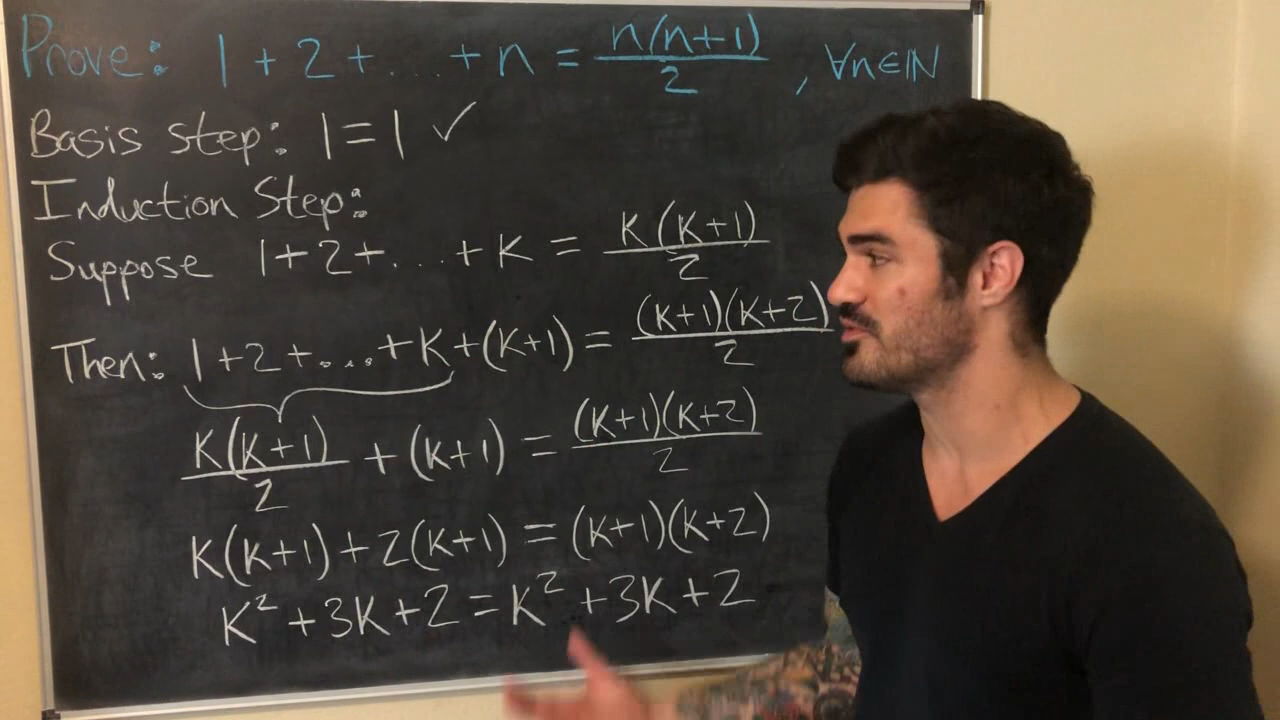 Prove: 1 + 2 + ... + n = n(n+1)/2 , ∀n∈ℕ
Basis step: 1 = 1 ✓
Induction Step:
Suppose 1 + 2 + ... + K = K(K+1)/2
Then: 1 + 2 + ... + K + (K+1) = (K+1)(K+2)/2
K(K+1)/2 + (K+1) = (K+1)(K+2)/2
K(K+1) + 2(K+1) = (K+1)(K+2)
K² + 3K + 2 = K² + 3K + 2